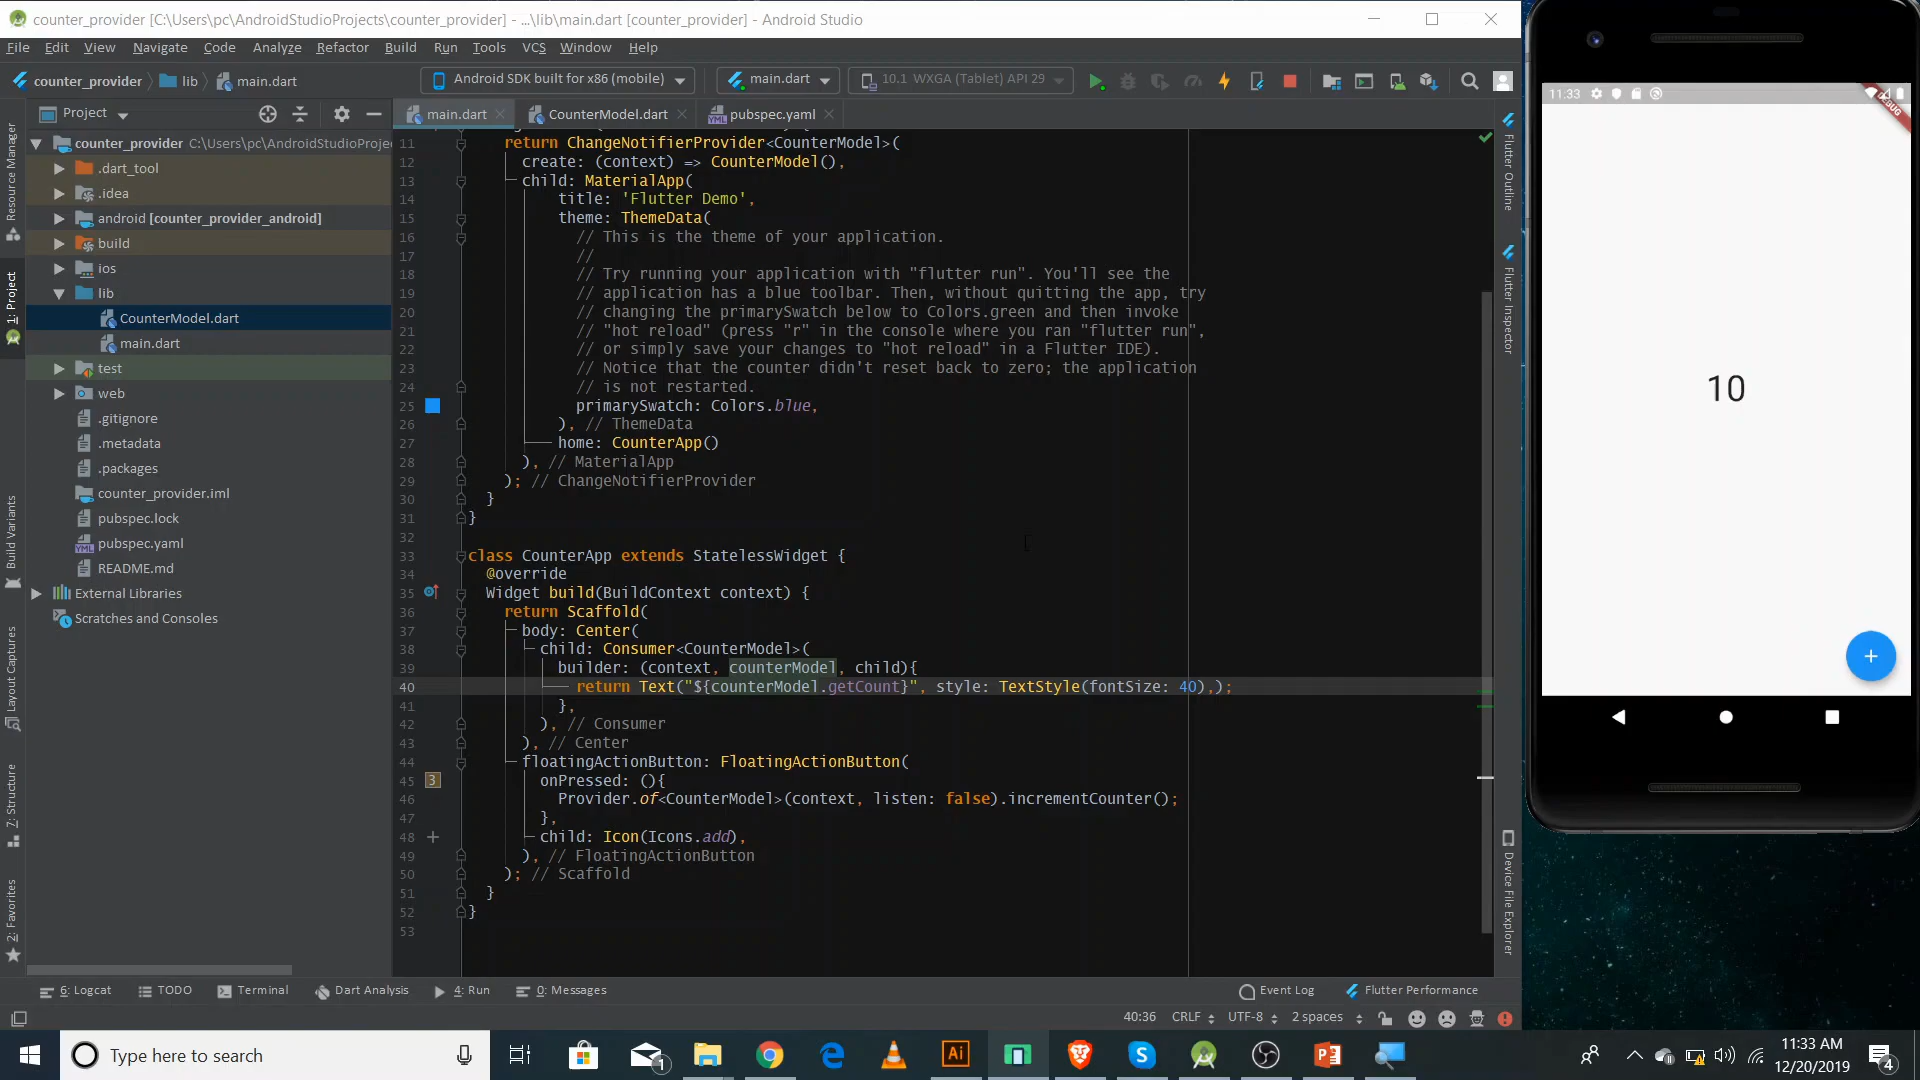 counter_provider [C:\Users\pc\AndroidStudioProjects\counter_provider] - ...\lib\main.dart [counter_provider] - Android Studio
File Edit View Navigate Code Analyze Refactor Build Run Tools VCS Window Help
counter_provider lib main.dart Android SDK built for x86 (mobile) main.dart 10.1 WXGA (Tablet) API 29
Project main.dart CounterModel.dart pubspec.yaml
counter_provider C:\Users\pc\AndroidStudioProje
.dart_tool
.idea
android [counter_provider_android]
build
ios
lib
CounterModel.dart
main.dart
test
web
.gitignore
.metadata
.packages
counter_provider.iml
pubspec.lock
pubspec.yaml
README.md
External Libraries
Scratches and Consoles
Resource Manager
1: Project
Build Variants
Layout Captures
7: Structure
2: Favorites
11 return ChangeNotifierProvider<CounterModel>(
12 create: (context) => CounterModel(),
13 child: MaterialApp(
14 title: 'Flutter Demo',
15 theme: ThemeData(
16 // This is the theme of your application.
17 //
18 // Try running your application with "flutter run". You'll see the
19 // application has a blue toolbar. Then, without quitting the app, try
20 // changing the primarySwatch below to Colors.green and then invoke
21 // "hot reload" (press "r" in the console where you ran "flutter run",
22 // or simply save your changes to "hot reload" in a Flutter IDE).
23 // Notice that the counter didn't reset back to zero; the application
24 // is not restarted.
25 primarySwatch: Colors.blue,
26 ), // ThemeData
27 home: CounterApp()
28 ), // MaterialApp
29 ); // ChangeNotifierProvider
30 }
31 }
32
33 class CounterApp extends StatelessWidget {
34 @override
35 Widget build(BuildContext context) {
36 return Scaffold(
37 body: Center(
38 child: Consumer<CounterModel>(
39 builder: (context, counterModel, child){
40 return Text("${counterModel.getCount}", style: TextStyle(fontSize: 40),);
41 },
42 ), // Consumer
43 ), // Center
44 floatingActionButton: FloatingActionButton(
45 onPressed: (){
46 Provider.of<CounterModel>(context, listen: false).incrementCounter();
47 },
48 child: Icon(Icons.add),
49 ), // FloatingActionButton
50 ); // Scaffold
51 }
52 }
53
3
Flutter Outline
Flutter Inspector
Device File Explorer
11:33
DEBUG
10
+
6: Logcat TODO Terminal Dart Analysis 4: Run 0: Messages Event Log Flutter Performance
40:36 CRLF UTF-8 2 spaces
Type here to search
1
Ai
11:33 AM
12/20/2019
4